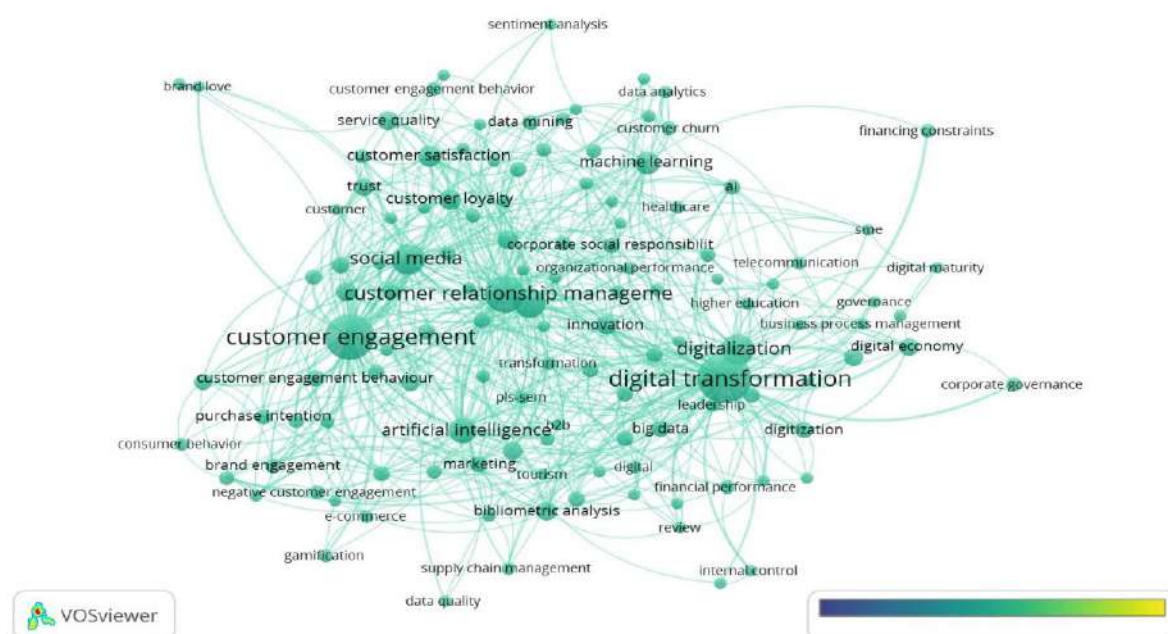 sentiment analysis
brand love
customer engagement behavior
data analytics
service quality
data mining
customer churn
financing constraints
customer satisfaction
machine learning
trust
customer loyalty
ai
customer
healthcare
sme
corporate social responsibilit
social media
organizational performance
telecommunication
digital maturity
customer relationship manageme
higher education
governance
customer engagement
innovation
business process management
digitalization
digital economy
transformation
customer engagement behaviour
digital transformation
corporate governance
pls-sem
leadership
purchase intention
artificial intelligence
b2b
big data
digitization
consumer behavior
brand engagement
marketing
tourism
digital
negative customer engagement
financial performance
e-commerce
bibliometric analysis
review
gamification
supply chain management
internal control
data quality
VOSviewer